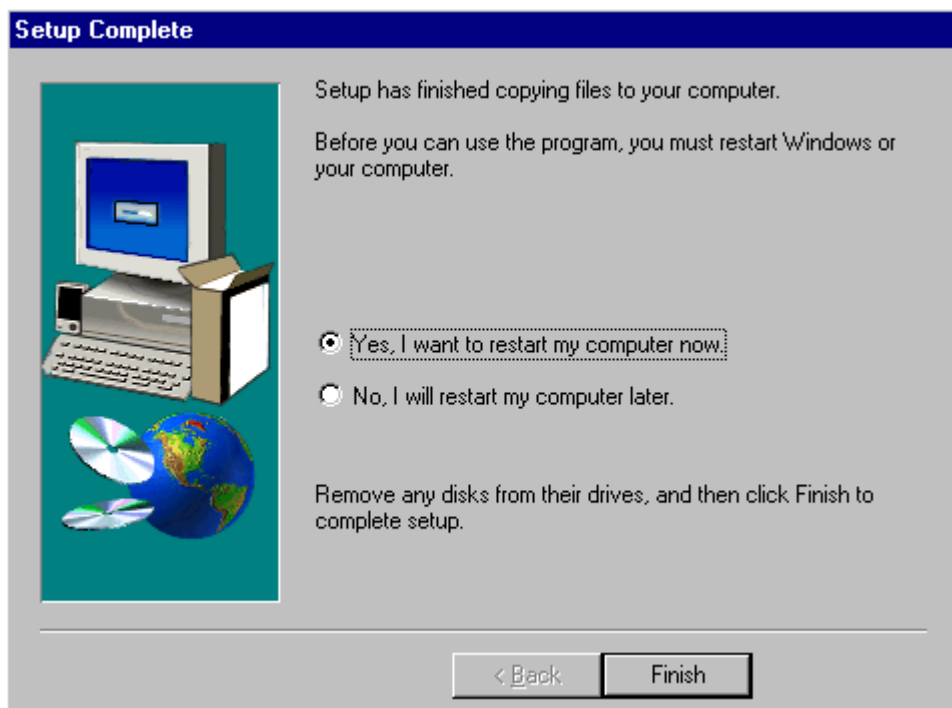 Setup Complete
Setup has finished copying files to your computer.
Before you can use the program, you must restart Windows or
your computer.
Yes, I want to restart my computer now.
No, I will restart my computer later.
Remove any disks from their drives, and then click Finish to
complete setup.
< Back
Finish